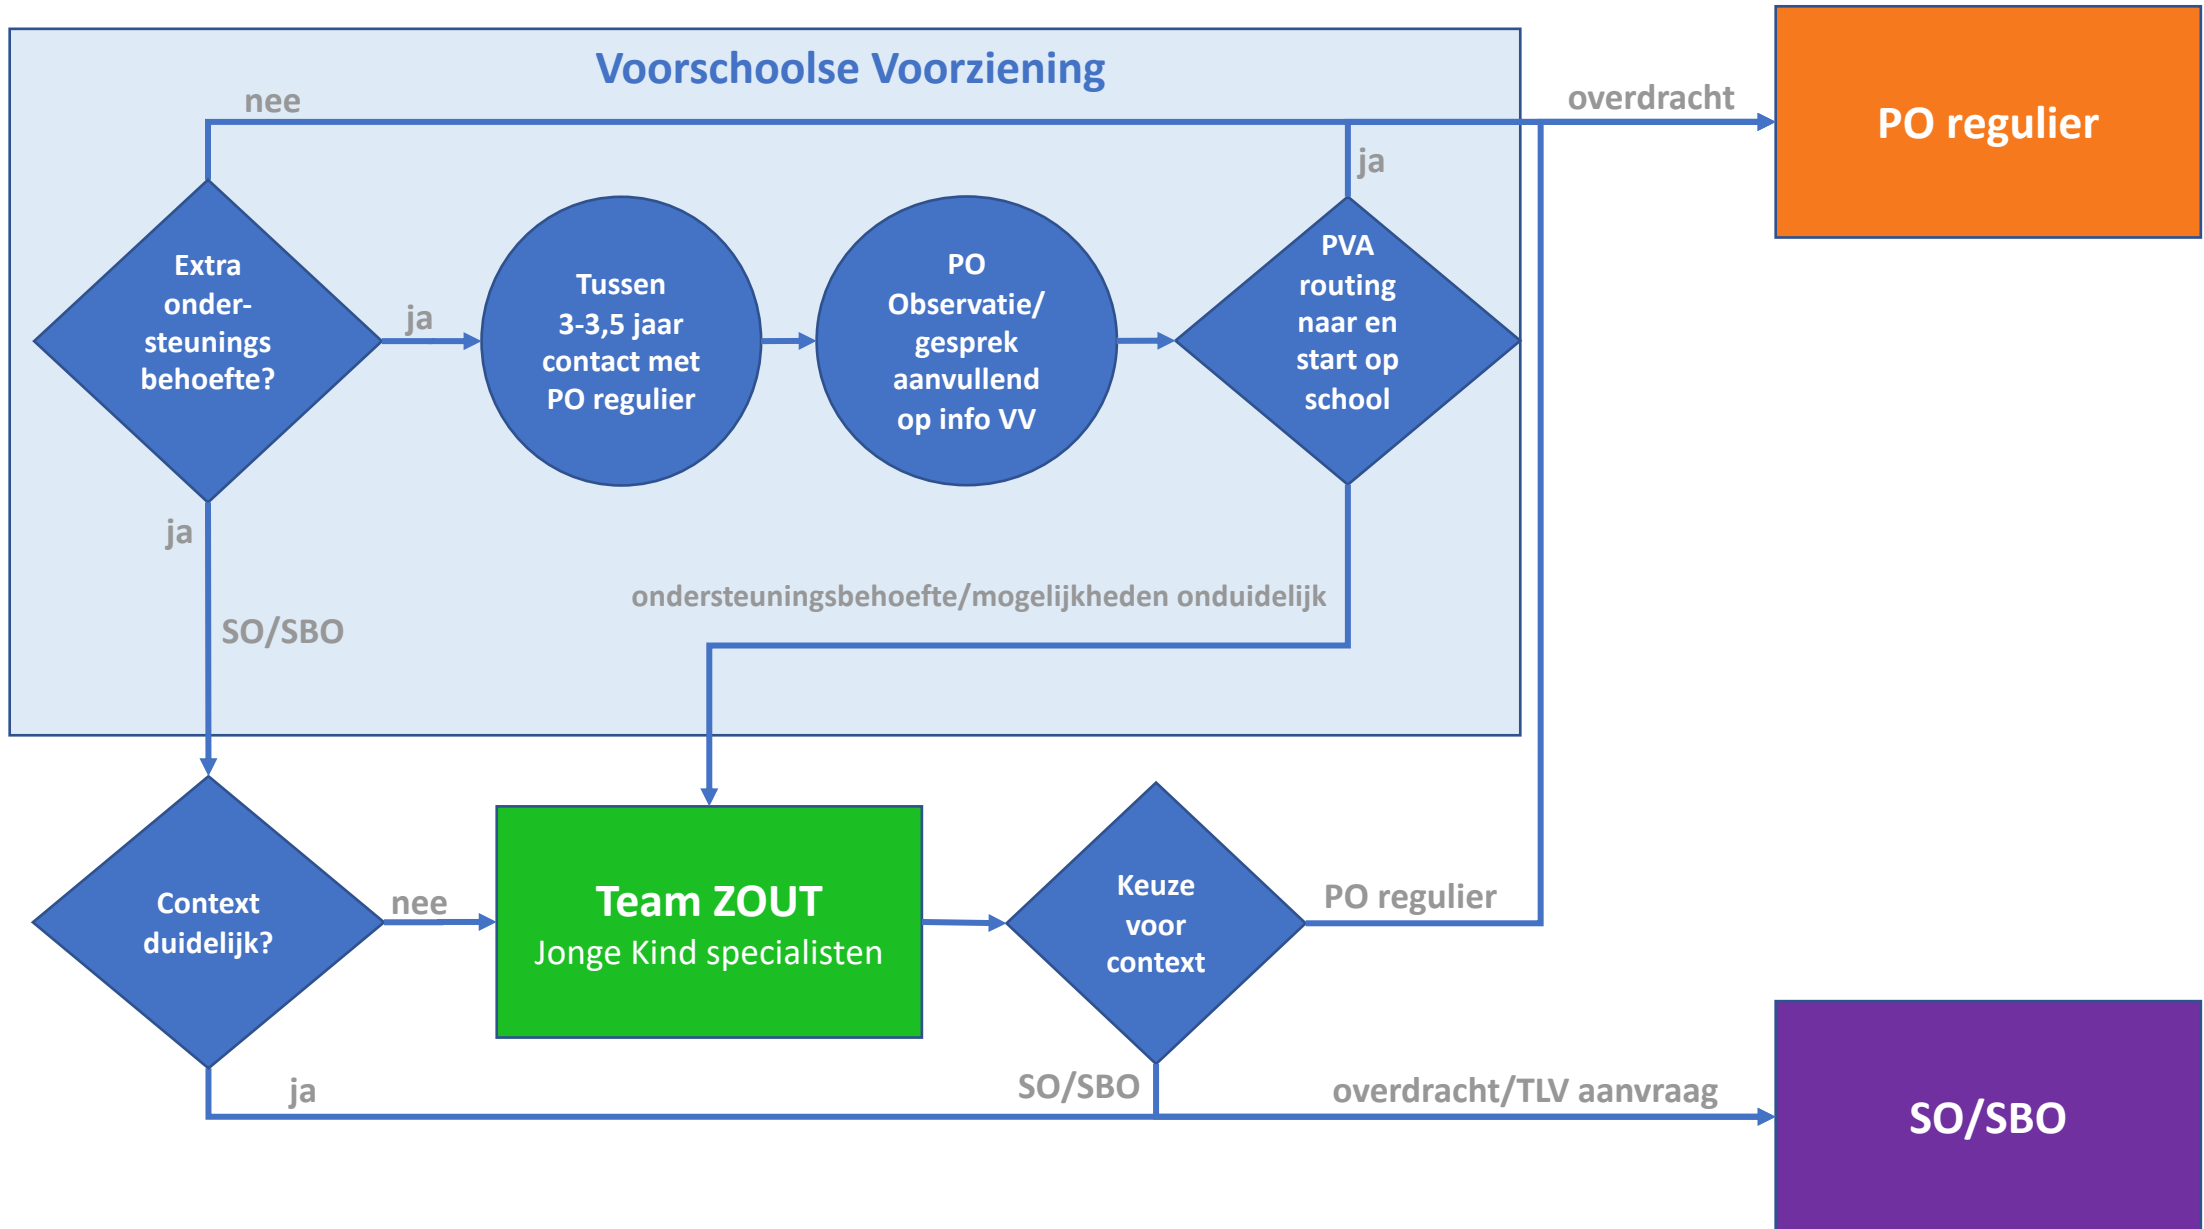 Voorschoolse Voorziening
nee
overdracht
PO regulier
ja
Extra
onder-
steunings
behoefte?
ja
Tussen
3-3,5 jaar
contact met
PO regulier
PO
Observatie/
gesprek
aanvullend
op info VV
PVA
routing
naar en
start op
school
ja
SO/SBO
ondersteuningsbehoefte/mogelijkheden onduidelijk
Context
duidelijk?
nee
Team ZOUT
Jonge Kind specialisten
Keuze
voor
context
PO regulier
ja
SO/SBO
overdracht/TLV aanvraag
SO/SBO